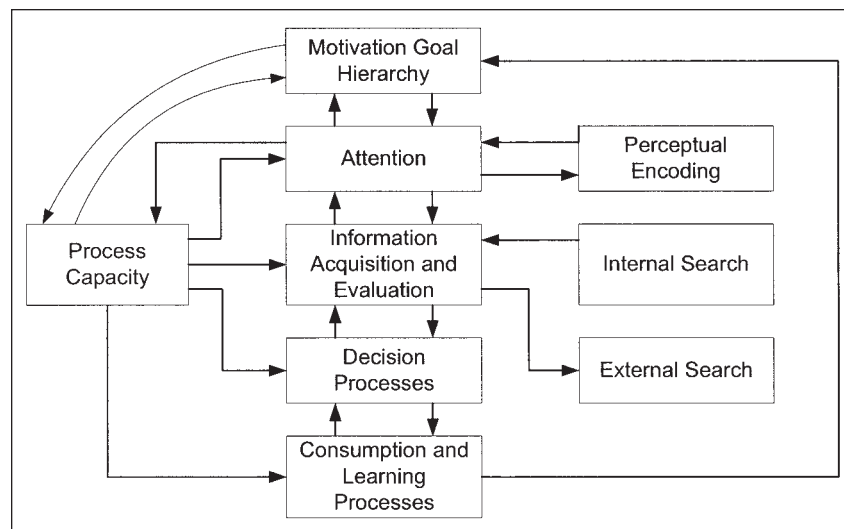 Motivation Goal
Hierarchy
Attention
Perceptual
Encoding
Process
Capacity
Information
Acquisition and
Evaluation
Internal Search
Decision
Processes
External Search
Consumption and
Learning
Processes